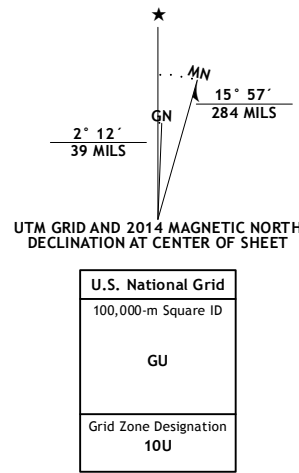 ★
MN
15° 57´
284 MILS
GN
2° 12´
39 MILS
UTM GRID AND 2014 MAGNETIC NORTH
DECLINATION AT CENTER OF SHEET
U.S. National Grid
100,000-m Square ID
GU
Grid Zone Designation
10U